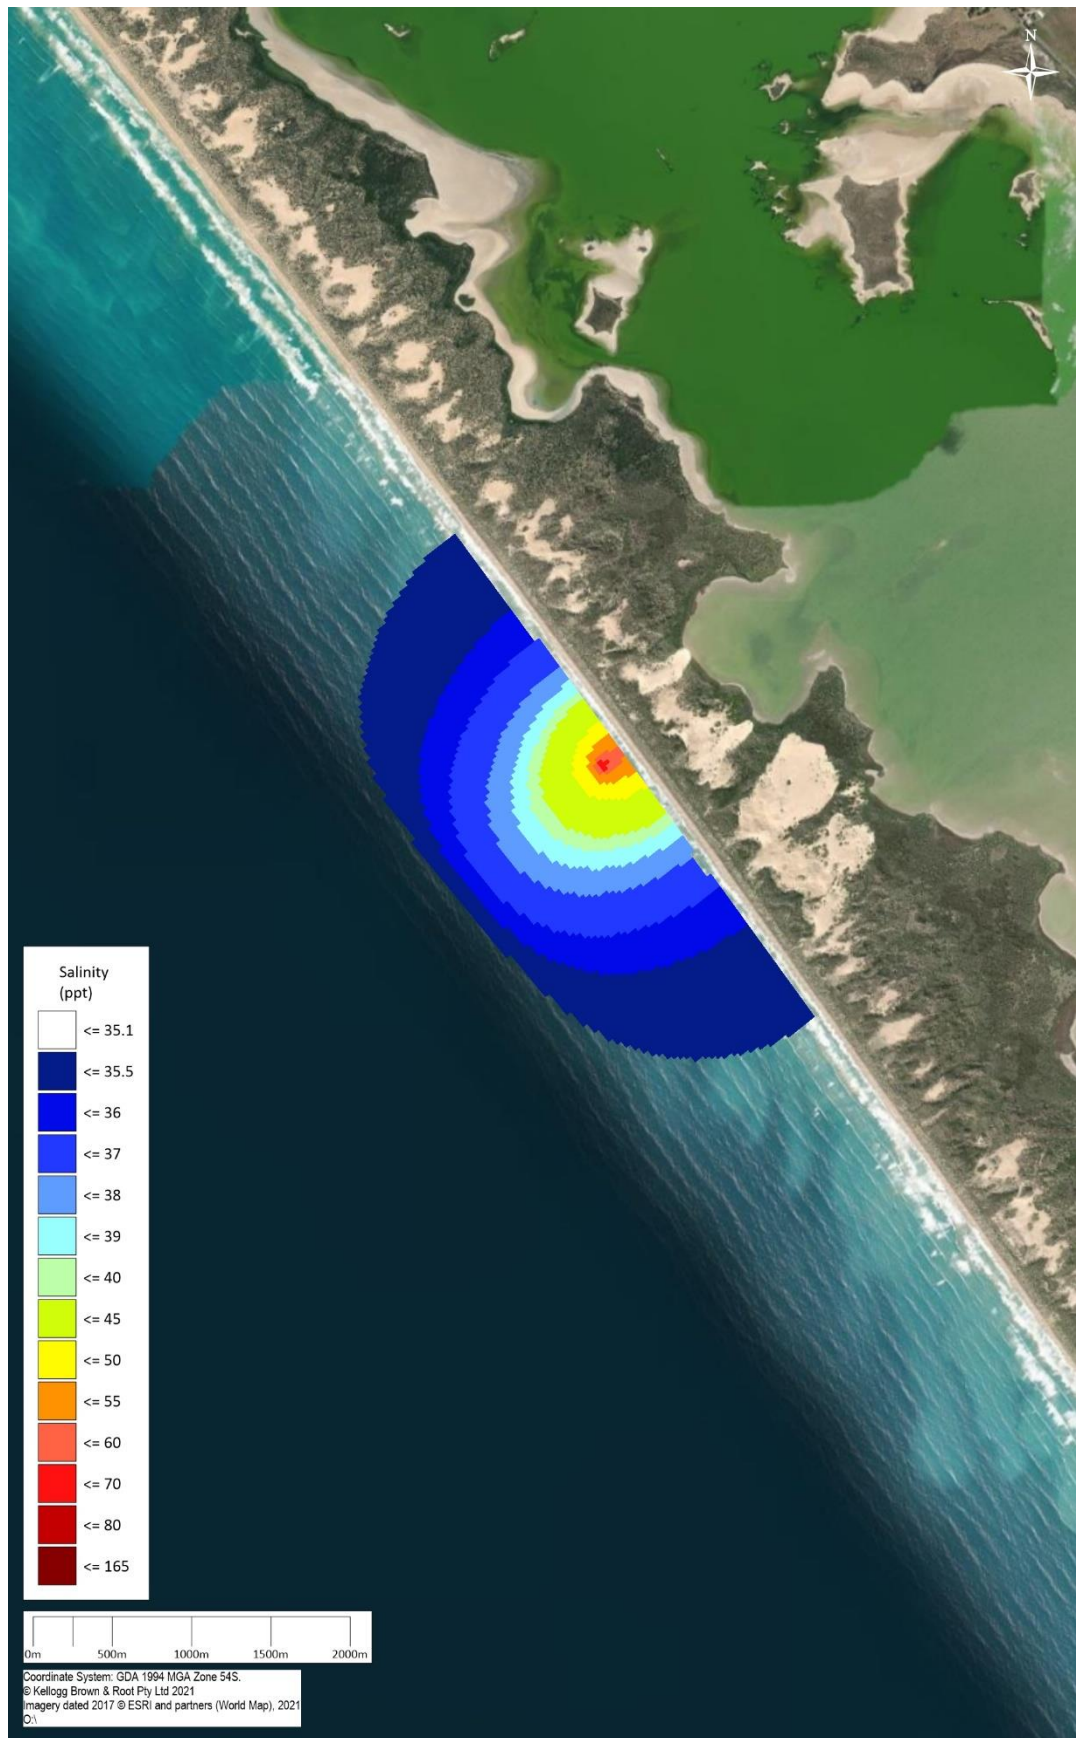 N
Salinity
(ppt)
<= 35.1
<= 35.5
<= 36
<= 37
<= 38
<= 39
<= 40
<= 45
<= 50
<= 55
<= 60
<= 70
<= 80
<= 165
0m 500m 1000m 1500m 2000m
Coordinate System: GDA 1994 MGA Zone 54S.
© Kellogg Brown & Root Pty Ltd 2021
Imagery dated 2017 © ESRI and partners (World Map), 2021
O:\